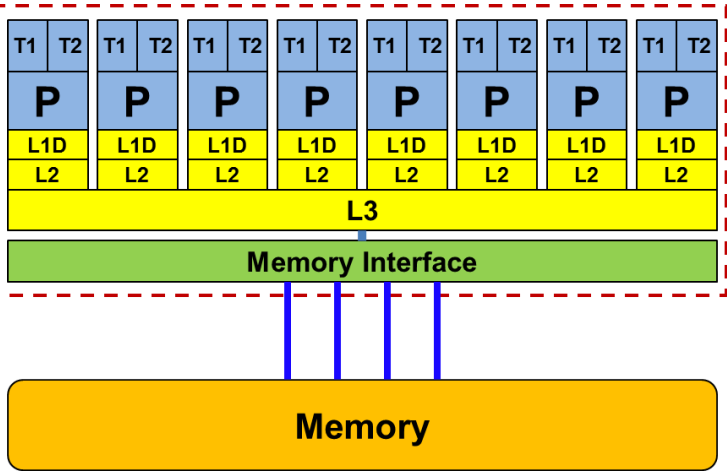 T1 T2 T1 T2 T1 T2 T1 T2 T1 T2 T1 T2 T1 T2 T1 T2
P P P P P P P P
L1D L1D L1D L1D L1D L1D L1D L1D
L2 L2 L2 L2 L2 L2 L2 L2
L3
Memory Interface
Memory